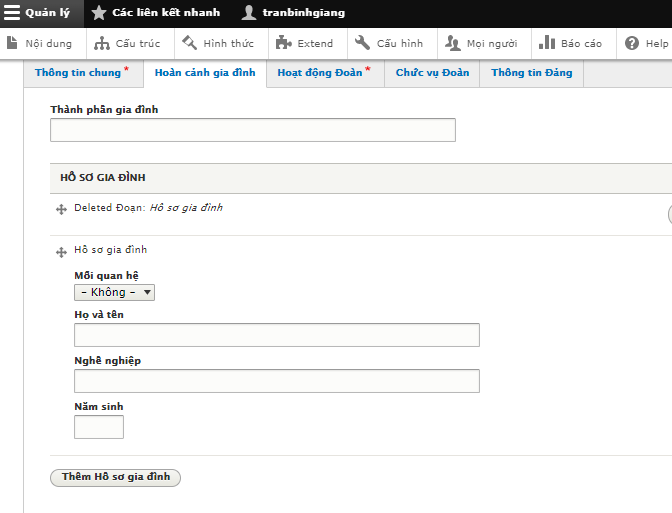 Quản lý Các liên kết nhanh tranbinhgiang
Nội dung Cấu trúc Hình thức Extend Cấu hình Mọi người Báo cáo Help
Thông tin chung * Hoàn cảnh gia đình Hoạt động Đoàn * Chức vụ Đoàn Thông tin Đảng
Thành phần gia đình
HỒ SƠ GIA ĐÌNH
Deleted Đoạn: Hồ sơ gia đình
Hồ sơ gia đình
Mối quan hệ
- Không -
Họ và tên
Nghề nghiệp
Năm sinh
Thêm Hồ sơ gia đình